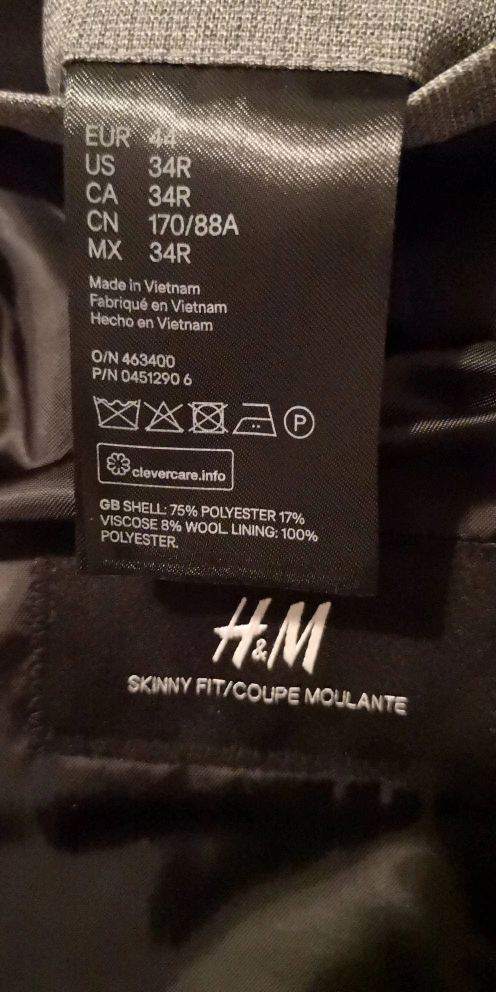 EUR 44
US 34R
CA 34R
CN 170/88A
MX 34R
Made in Vietnam
Fabriqué en Vietnam
Hecho en Vietnam
O/N 463400
P/N 0451290 6
P
clevercare.info
GB SHELL: 75% POLYESTER 17%
VISCOSE 8% WOOL. LINING: 100%
POLYESTER.
H&M
SKINNY FIT/COUPE MOULANTE